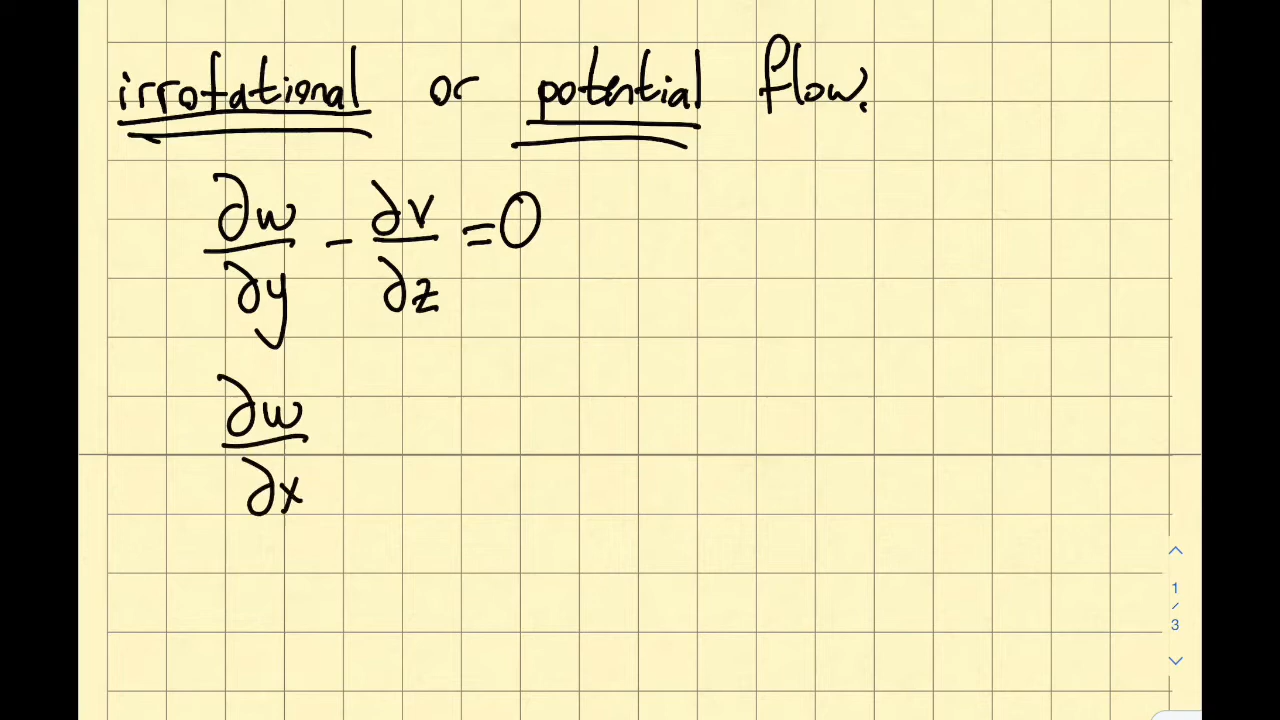 irrotational or potential flow.
∂w/∂y - ∂v/∂z = 0
∂w/∂x
1
/
3